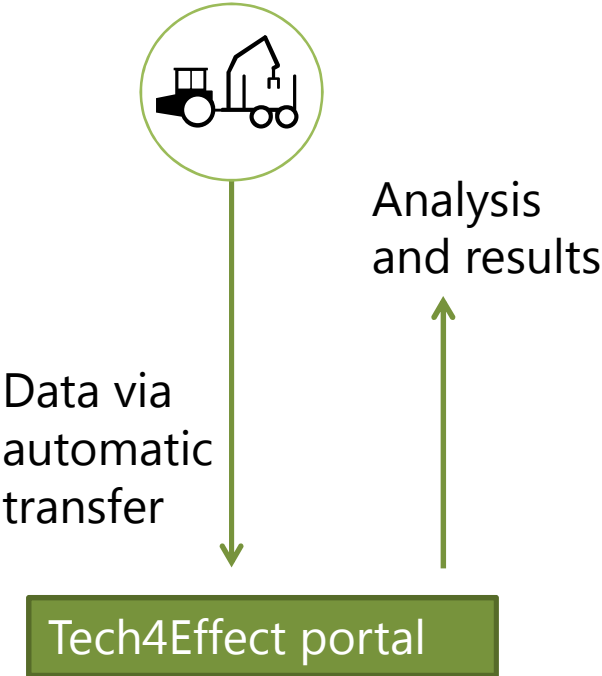 Analysis
and results
Data via
automatic
transfer
Tech4Effect portal